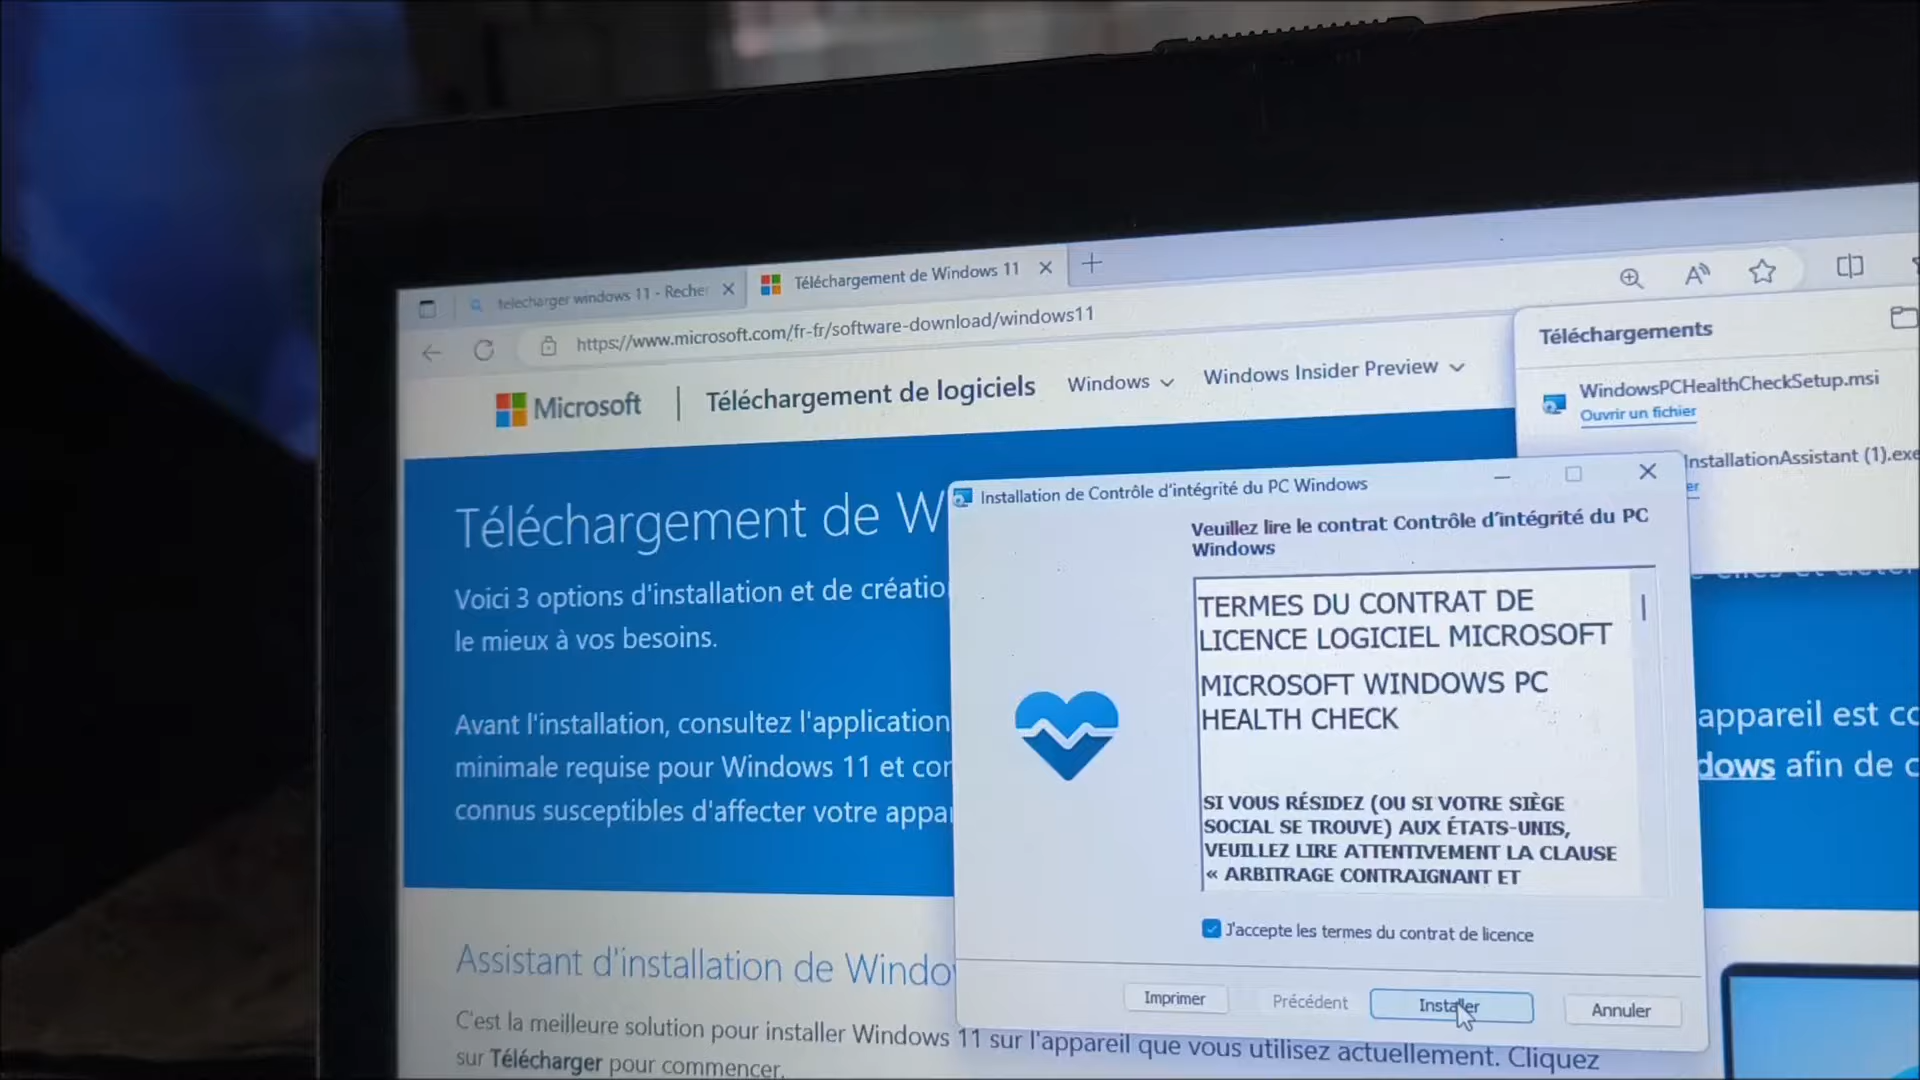 telecharger windows 11 - Recher
Téléchargement de Windows 11
https://www.microsoft.com/fr-fr/software-download/windows11
Microsoft
Téléchargement de logiciels
Windows
Windows Insider Preview
Téléchargements
WindowsPCHealthCheckSetup.msi
Ouvrir un fichier
InstallationAssistant (1).exe
er
Téléchargement de W
Voici 3 options d'installation et de créatio
le mieux à vos besoins.
Avant l'installation, consultez l'application
minimale requise pour Windows 11 et cor
connus susceptibles d'affecter votre appa
appareil est co
dows afin de c
Installation de Contrôle d'intégrité du PC Windows
Veuillez lire le contrat Contrôle d'intégrité du PC
Windows
TERMES DU CONTRAT DE
LICENCE LOGICIEL MICROSOFT
MICROSOFT WINDOWS PC
HEALTH CHECK
SI VOUS RÉSIDEZ (OU SI VOTRE SIÈGE
SOCIAL SE TROUVE) AUX ÉTATS-UNIS,
VEUILLEZ LIRE ATTENTIVEMENT LA CLAUSE
« ARBITRAGE CONTRAIGNANT ET
J'accepte les termes du contrat de licence
Imprimer
Précédent
Installer
Annuler
Assistant d'installation de Windo
C'est la meilleure solution pour installer Windows 11 sur l'appareil que vous utilisez actuellement. Cliquez
sur Télécharger pour commencer.